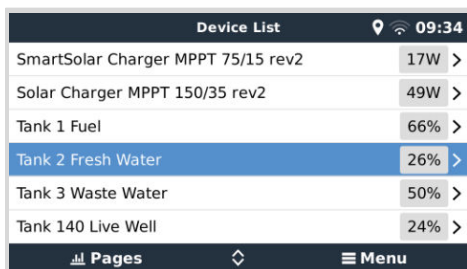 Device List 09:34
SmartSolar Charger MPPT 75/15 rev2 17W
Solar Charger MPPT 150/35 rev2 49W
Tank 1 Fuel 66%
Tank 2 Fresh Water 26%
Tank 3 Waste Water 50%
Tank 140 Live Well 24%
Pages Menu